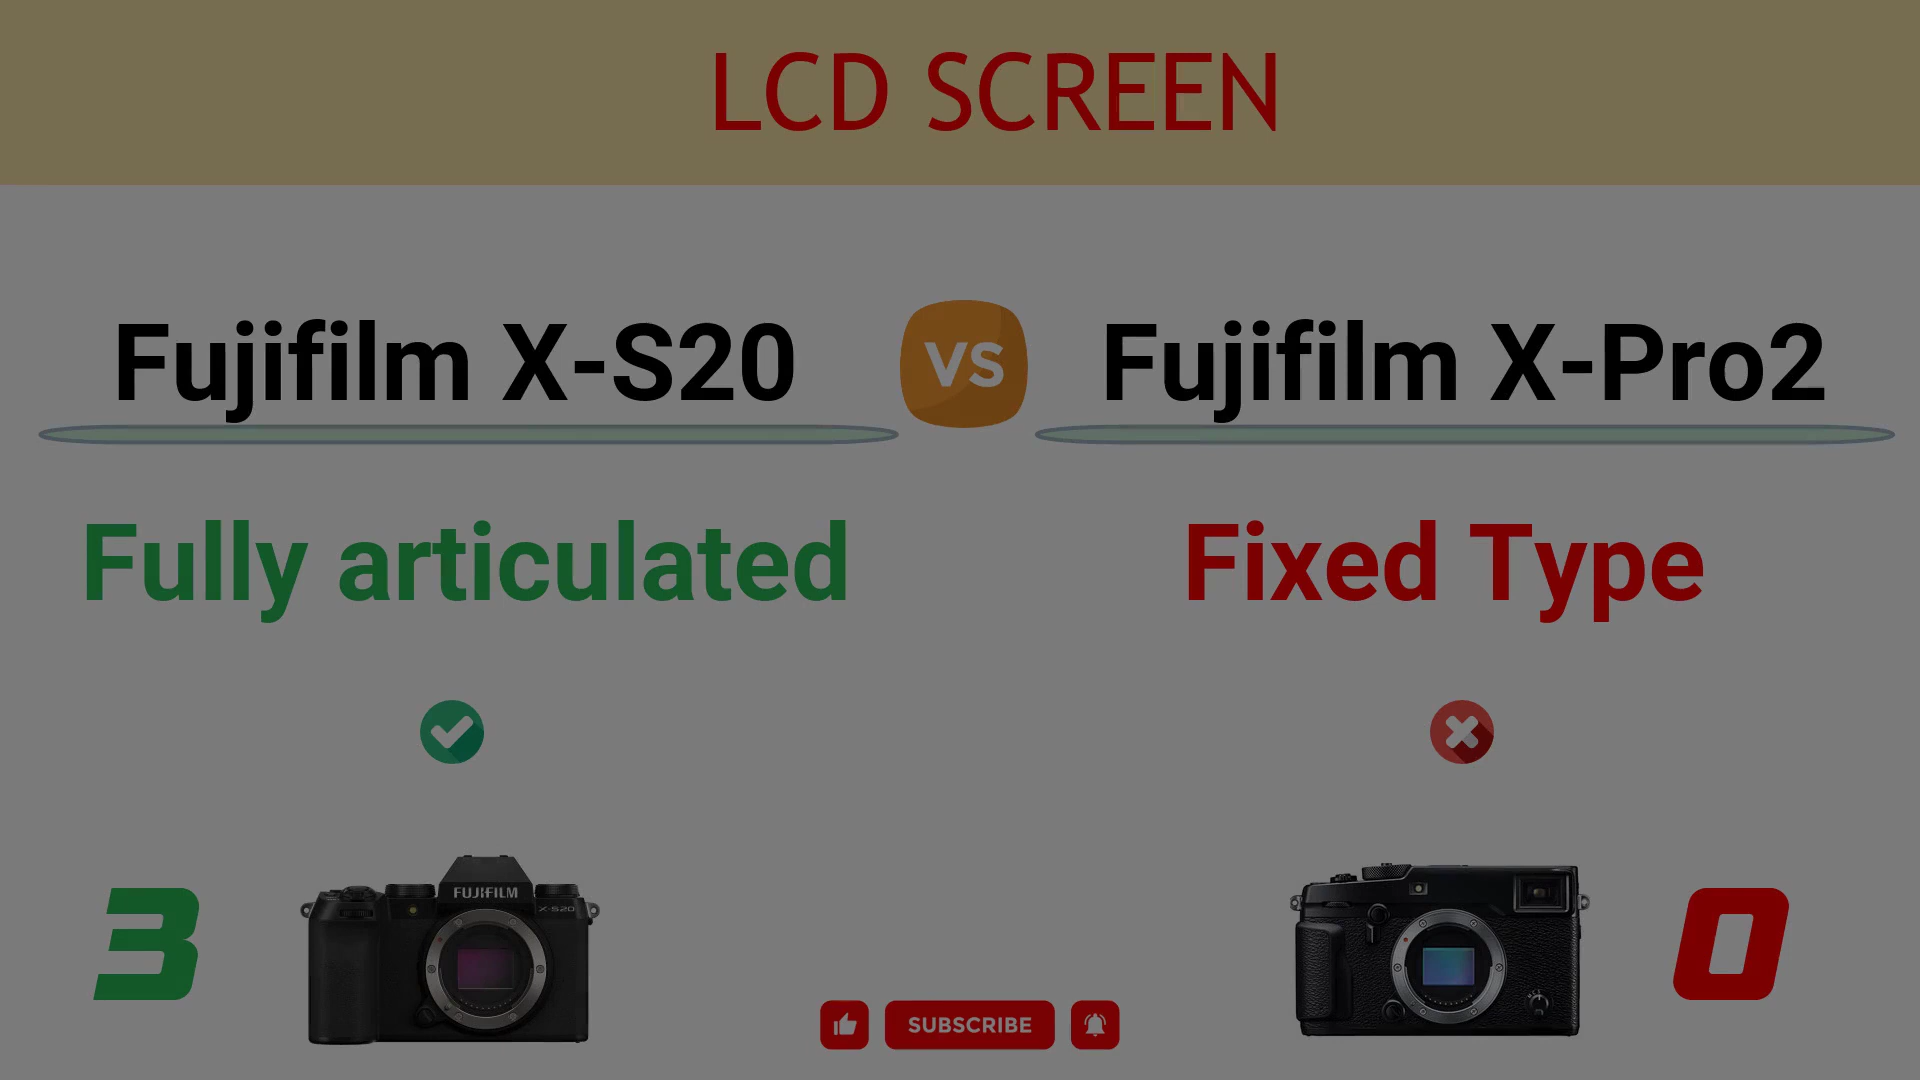 LCD SCREEN
Fujifilm X-S20
VS
Fujifilm X-Pro2
Fully articulated
Fixed Type
3
FUJIFILM
X-S20
0
SUBSCRIBE